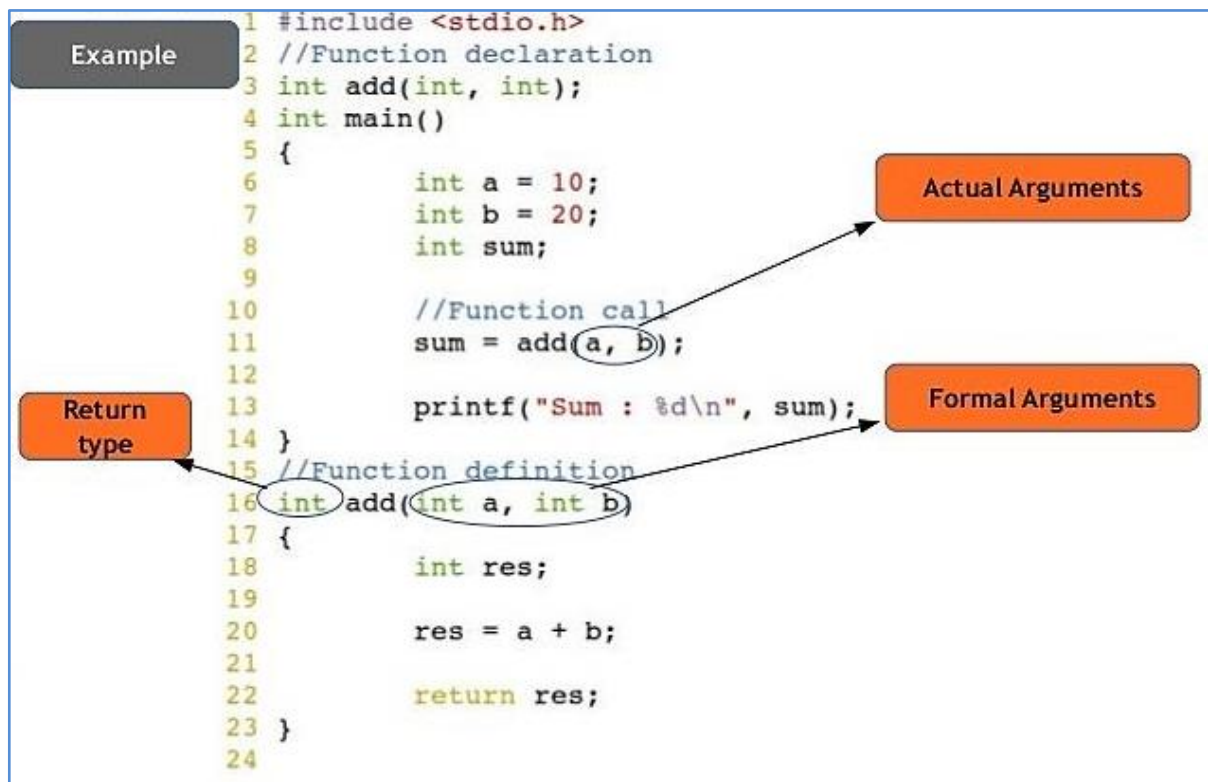 Example
1 #include <stdio.h>
2 //Function declaration
3 int add(int, int);
4 int main()
5 {
6 int a = 10;
7 int b = 20;
8 int sum;
9
10 //Function call
11 sum = add(a, b);
12
13 printf("Sum : %d\n", sum);
14 }
15 //Function definition
16 int add(int a, int b)
17 {
18 int res;
19
20 res = a + b;
21
22 return res;
23 }
24
Actual Arguments
Formal Arguments
Return
type